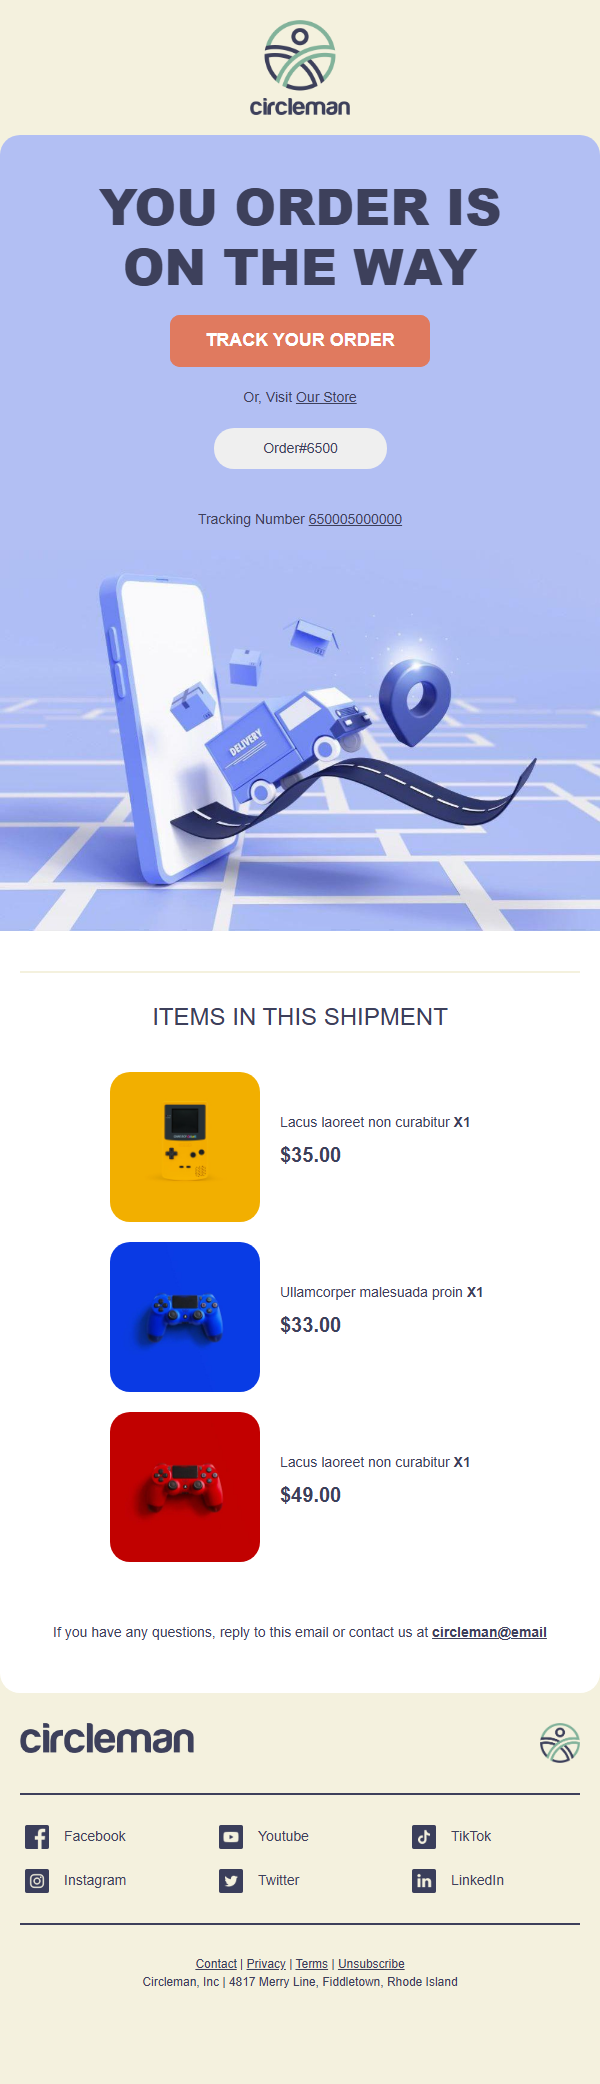 circleman
YOU ORDER IS
ON THE WAY
TRACK YOUR ORDER
Or, Visit Our Store
Order#6500
Tracking Number 650005000000
DELIVERY
ITEMS IN THIS SHIPMENT
Lacus laoreet non curabitur X1
$35.00
Ullamcorper malesuada proin X1
$33.00
Lacus laoreet non curabitur X1
$49.00
If you have any questions, reply to this email or contact us at circleman@email
circleman
Facebook
Youtube
TikTok
Instagram
Twitter
LinkedIn
Contact | Privacy | Terms | Unsubscribe
Circleman, Inc | 4817 Merry Line, Fiddletown, Rhode Island